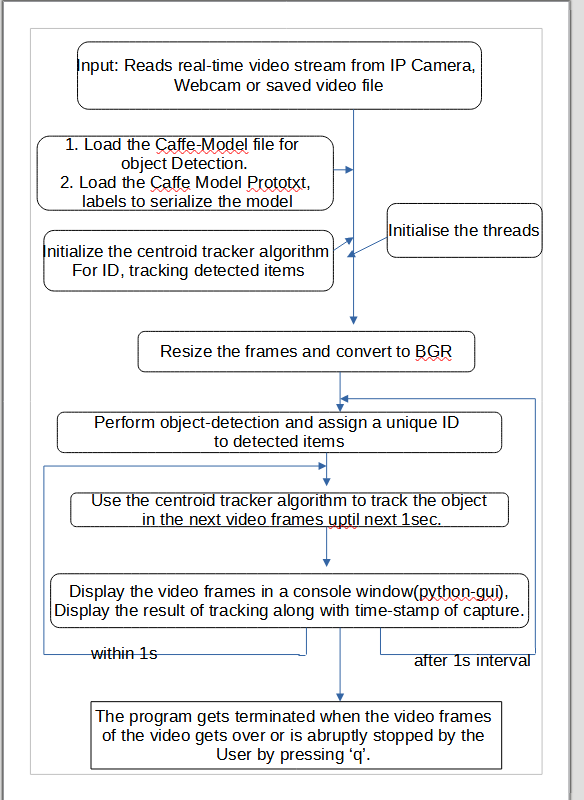 Input: Reads real-time video stream from IP Camera,
Webcam or saved video file
1. Load the Caffe-Model file for
object Detection.
2. Load the Caffe Model Prototxt,
labels to serialize the model
Initialise the threads
Initialize the centroid tracker algorithm
For ID, tracking detected items
Resize the frames and convert to BGR
Perform object-detection and assign a unique ID
to detected items
Use the centroid tracker algorithm to track the object
in the next video frames uptil next 1sec.
Display the video frames in a console window(python-gui),
Display the result of tracking along with time-stamp of capture.
within 1s
after 1s interval
The program gets terminated when the video frames
of the video gets over or is abruptly stopped by the
User by pressing ‘q’.